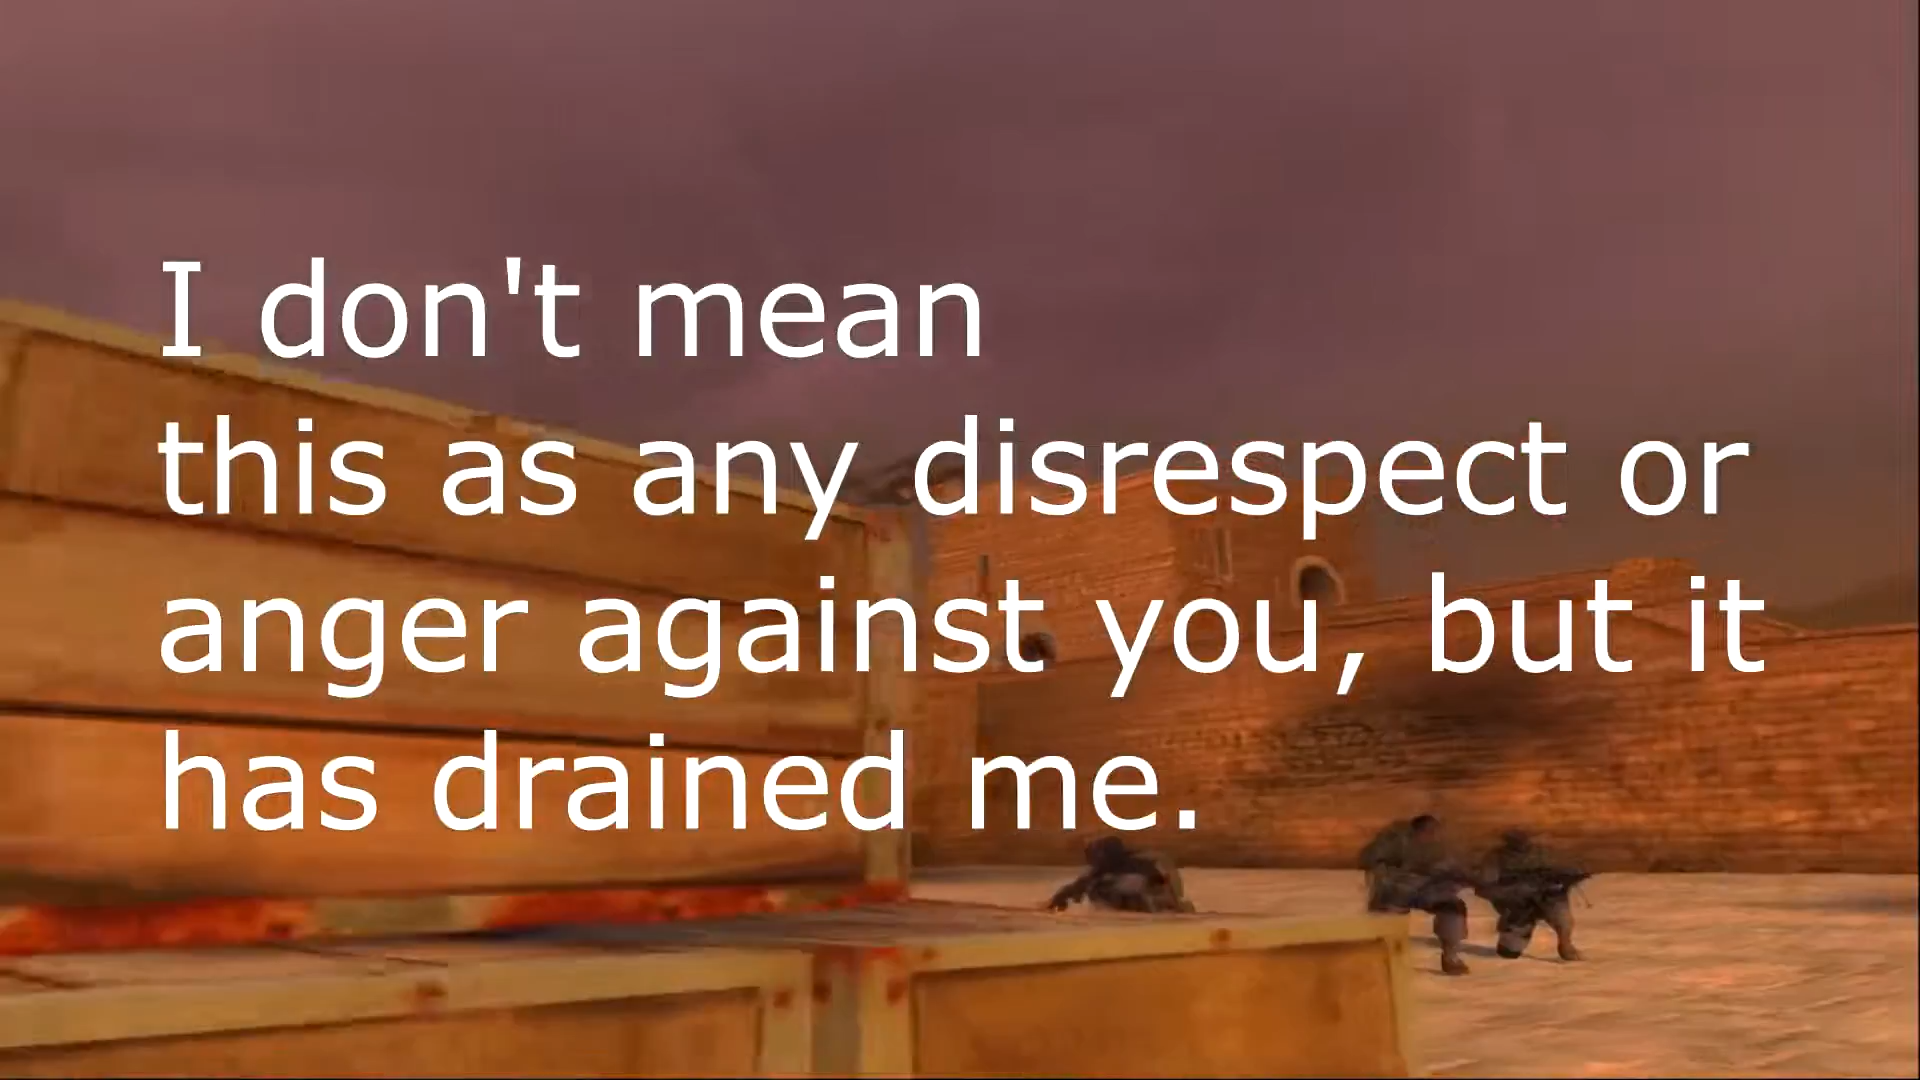 I don't mean
this as any disrespect or
anger against you, but it
has drained me.